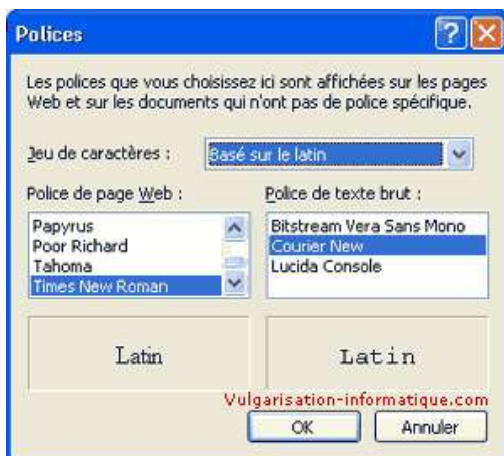 Polices
Les polices que vous choisissez ici sont affichées sur les pages
Web et sur les documents qui n'ont pas de police spécifique.
Jeu de caractères :
Basé sur le latin
Police de page Web :
Police de texte brut :
Papyrus
Poor Richard
Tahoma
Times New Roman
Bitstream Vera Sans Mono
Courier New
Lucida Console
Latin
Latin
Vulgarisation-informatique.com
OK
Annuler